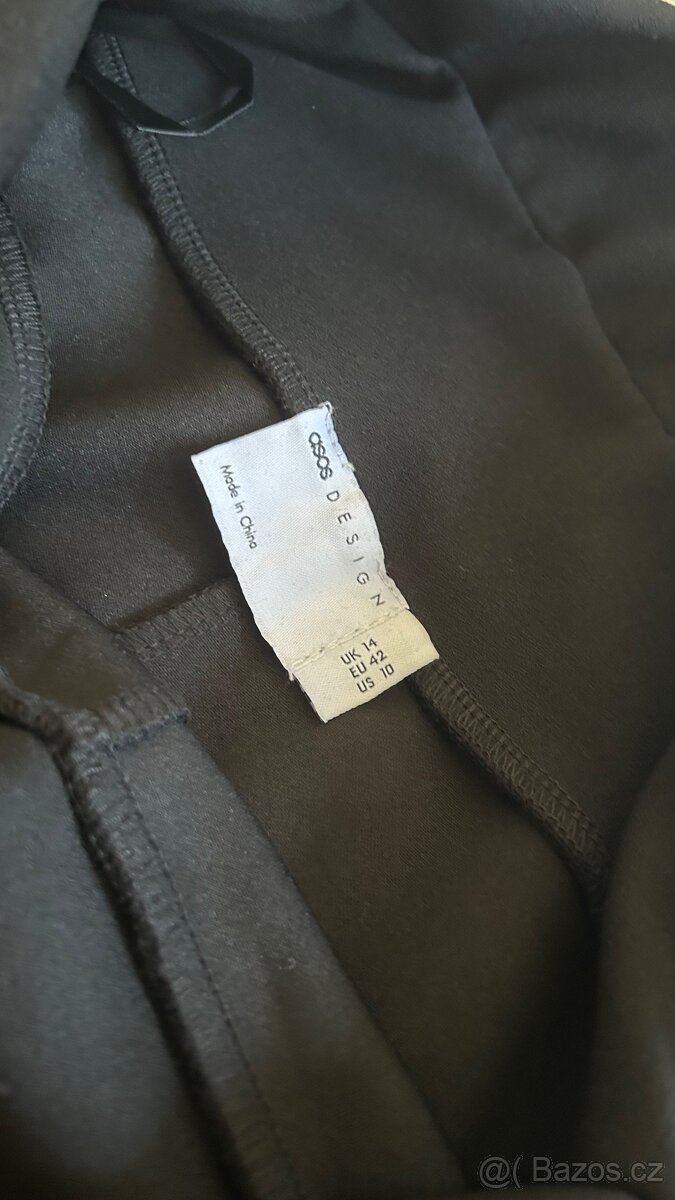 asos DESIGN
Made in China
UK 14
EU 42
US 10
@( Bazos.cz